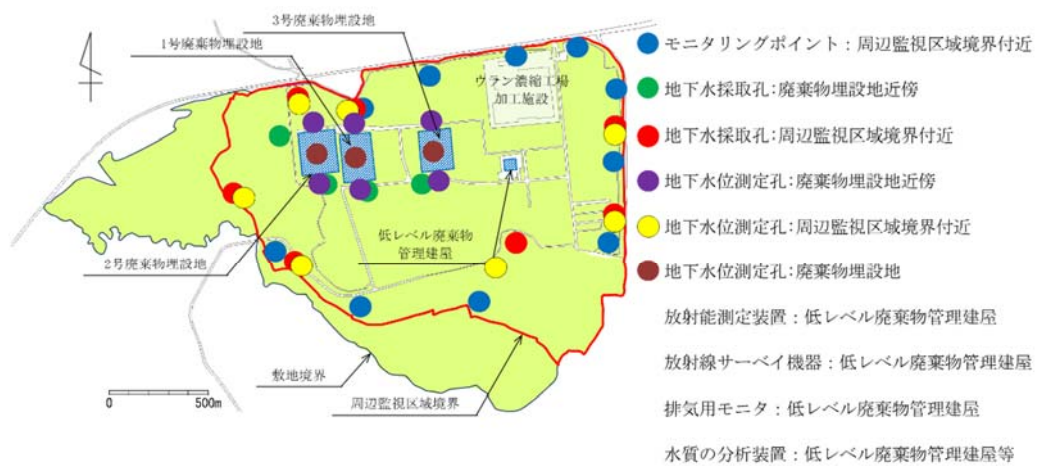 3号廃棄物埋設地
1号廃棄物埋設地
ウラン濃縮工場
加工施設
低レベル廃棄物
管理建屋
2号廃棄物埋設地
敷地境界
周辺監視区域境界
0 500m
モニタリングポイント：周辺監視区域境界付近
地下水採取孔：廃棄物埋設地近傍
地下水採取孔：周辺監視区域境界付近
地下水位測定孔：廃棄物埋設地近傍
地下水位測定孔：周辺監視区域境界付近
地下水位測定孔：廃棄物埋設地
放射能測定装置：低レベル廃棄物管理建屋
放射線サーベイ機器：低レベル廃棄物管理建屋
排気用モニタ：低レベル廃棄物管理建屋
水質の分析装置：低レベル廃棄物管理建屋等